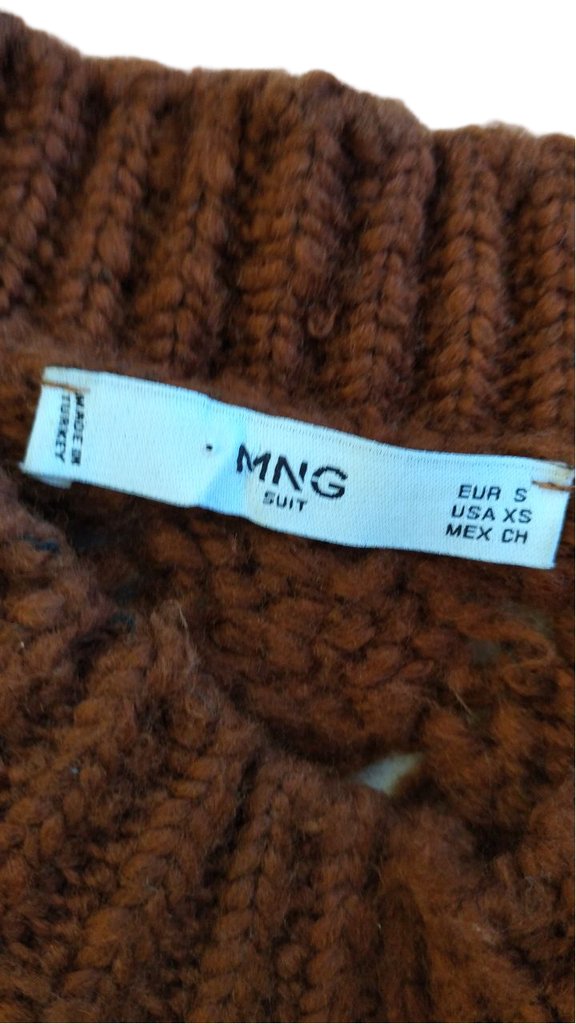 MADE IN
TURKEY
MNG
SUIT
EUR S
USA XS
MEX CH